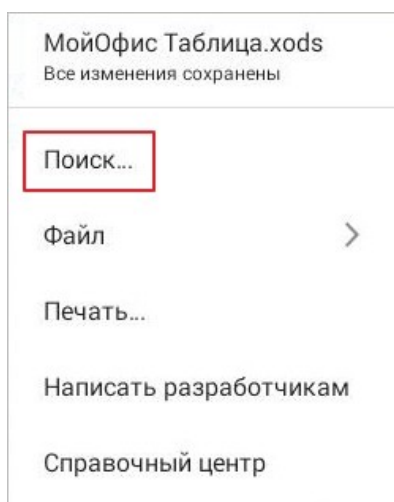 МойОфис Таблица.xods
Все изменения сохранены
Поиск...
Файл
Печать...
Написать разработчикам
Справочный центр